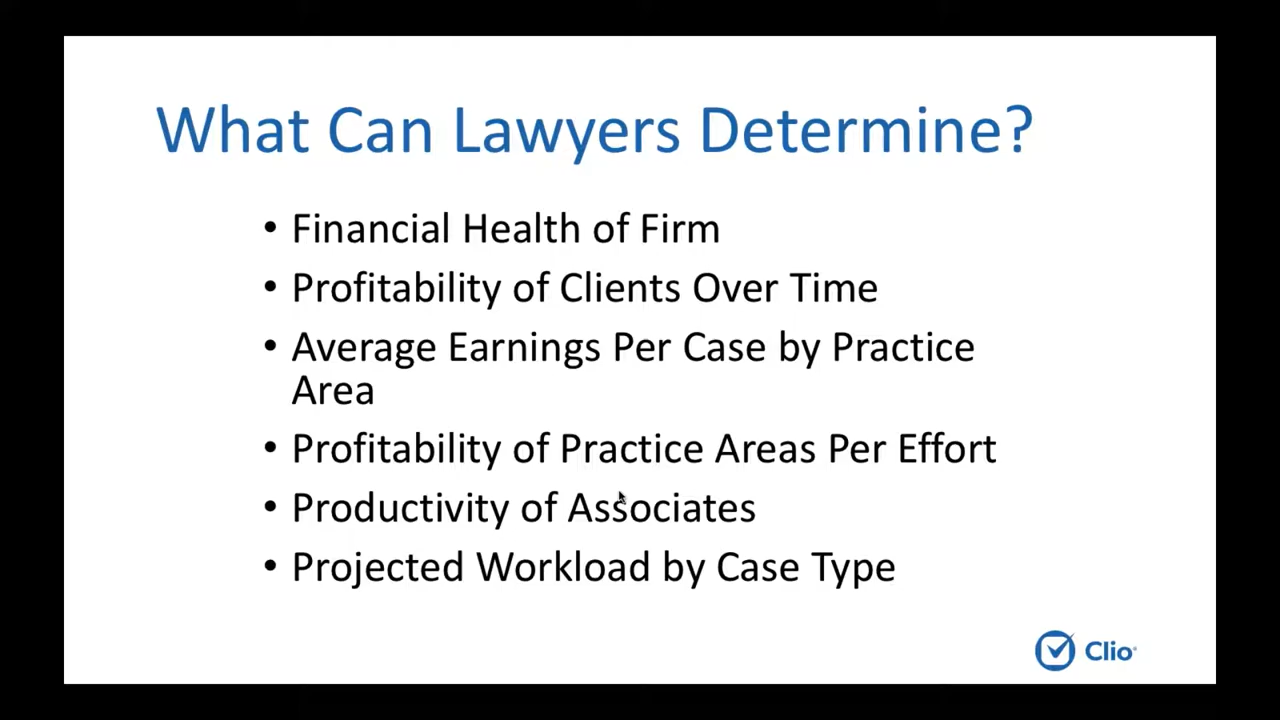 What Can Lawyers Determine?
• Financial Health of Firm
• Profitability of Clients Over Time
• Average Earnings Per Case by Practice
Area
• Profitability of Practice Areas Per Effort
• Productivity of Associates
• Projected Workload by Case Type
Clio